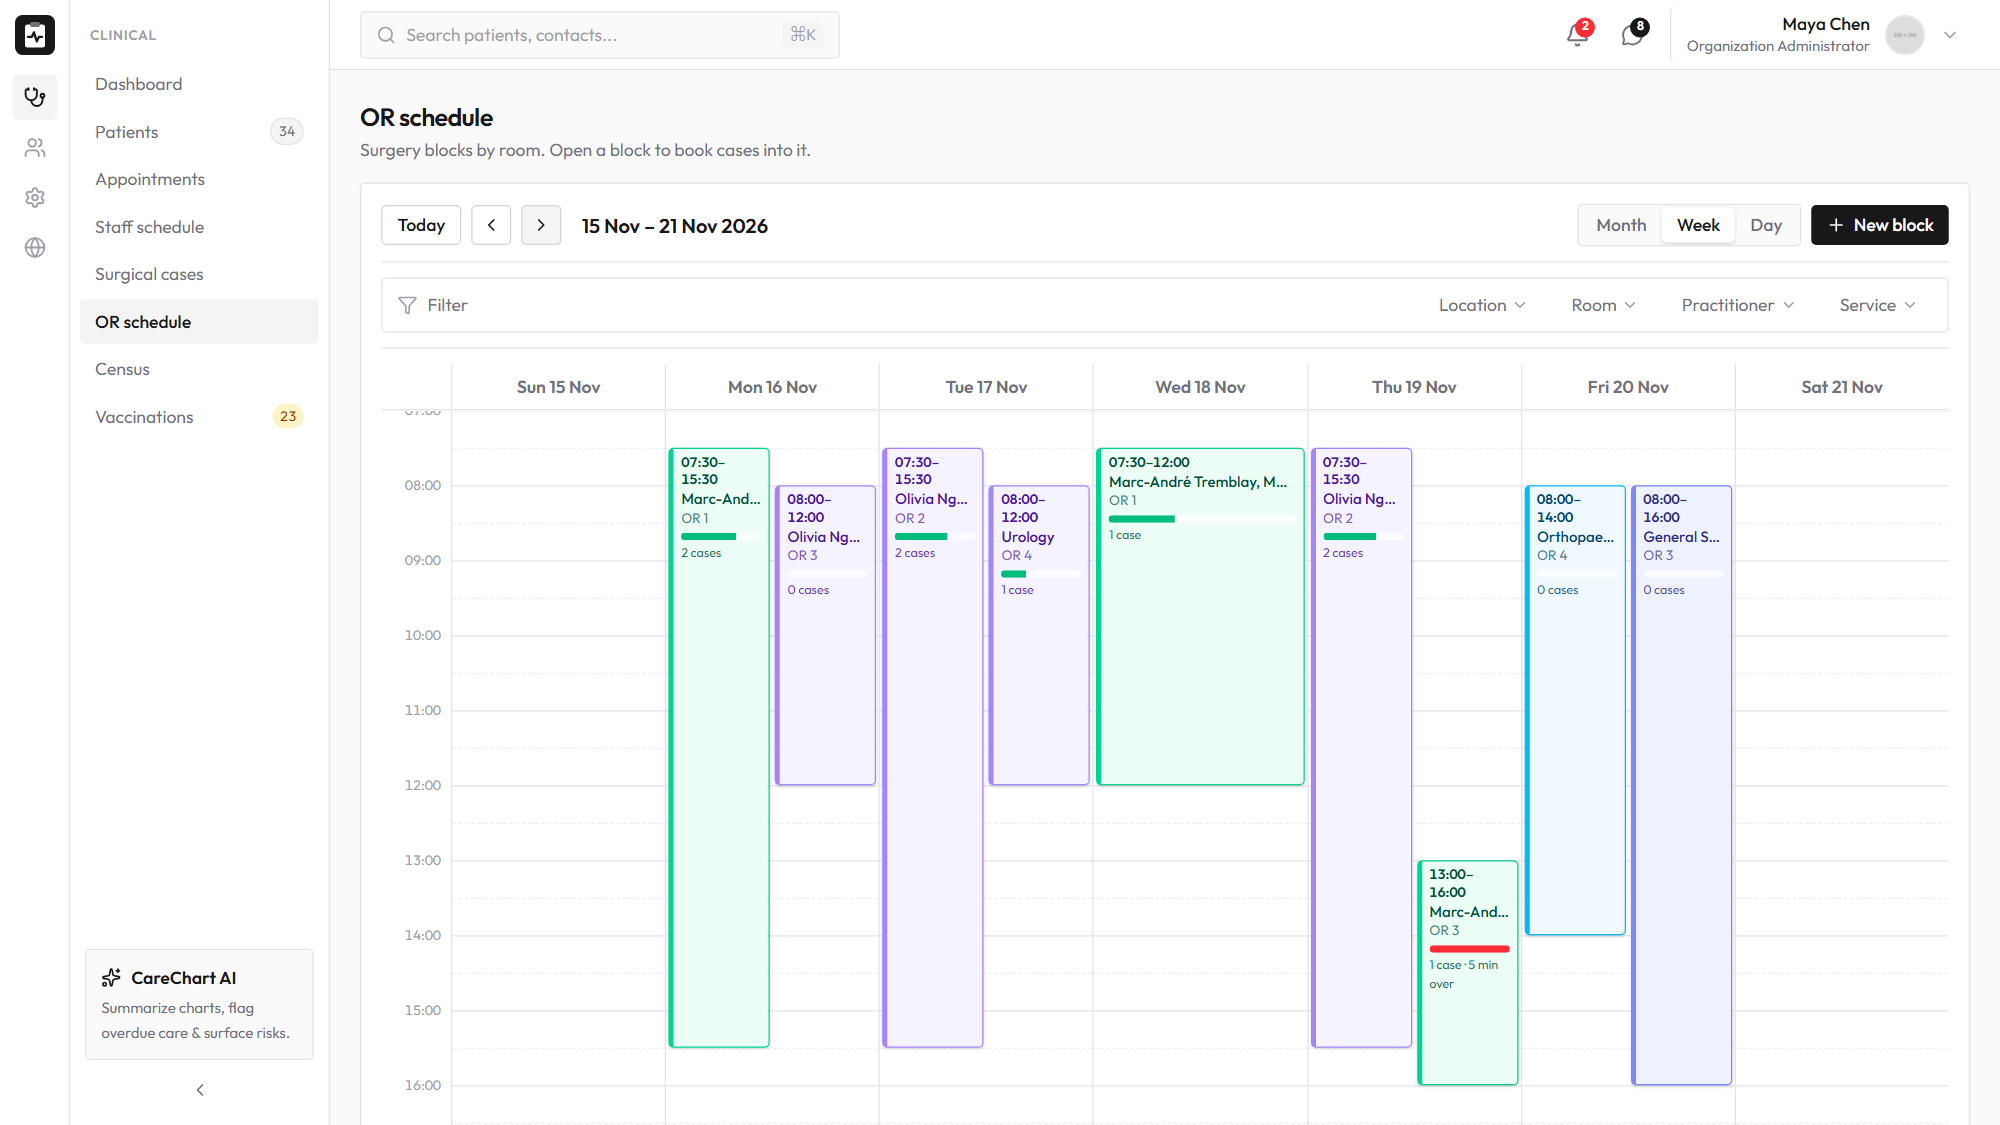 CLINICAL
Dashboard
Patients 34
Appointments
Staff schedule
Surgical cases
OR schedule
Census
Vaccinations 23
CareChart AI
Summarize charts, flag
overdue care & surface risks.
Search patients, contacts... ⌘K
2
8
Maya Chen
Organization Administrator
OR schedule
Surgery blocks by room. Open a block to book cases into it.
Today
15 Nov – 21 Nov 2026
Month Week Day
New block
Filter
Location Room Practitioner Service
Sun 15 Nov Mon 16 Nov Tue 17 Nov Wed 18 Nov Thu 19 Nov Fri 20 Nov Sat 21 Nov
07:00
08:00
09:00
10:00
11:00
12:00
13:00
14:00
15:00
16:00
07:30–
15:30
Marc-And...
OR 1
2 cases
08:00–
12:00
Olivia Ng...
OR 3
0 cases
07:30–
15:30
Olivia Ng...
OR 2
2 cases
08:00–
12:00
Urology
OR 4
1 case
07:30–12:00
Marc-André Tremblay, M...
OR 1
1 case
07:30–
15:30
Olivia Ng...
OR 2
2 cases
13:00–
16:00
Marc-And...
OR 3
1 case · 5 min
over
08:00–
14:00
Orthopae...
OR 4
0 cases
08:00–
16:00
General S...
OR 3
0 cases